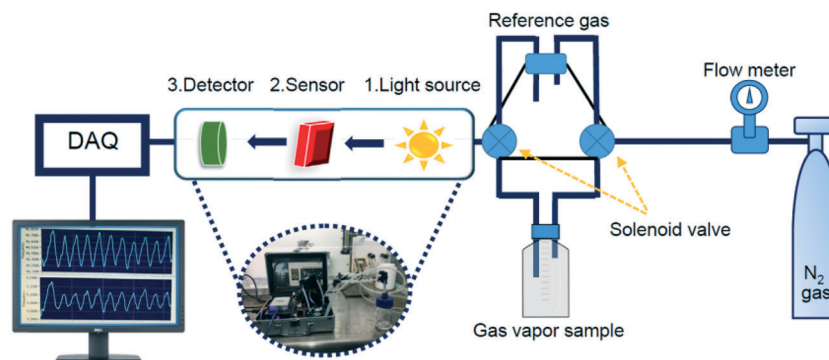 Reference gas
3.Detector
2.Sensor
1.Light source
Flow meter
DAQ
Solenoid valve
N2
gas
Gas vapor sample